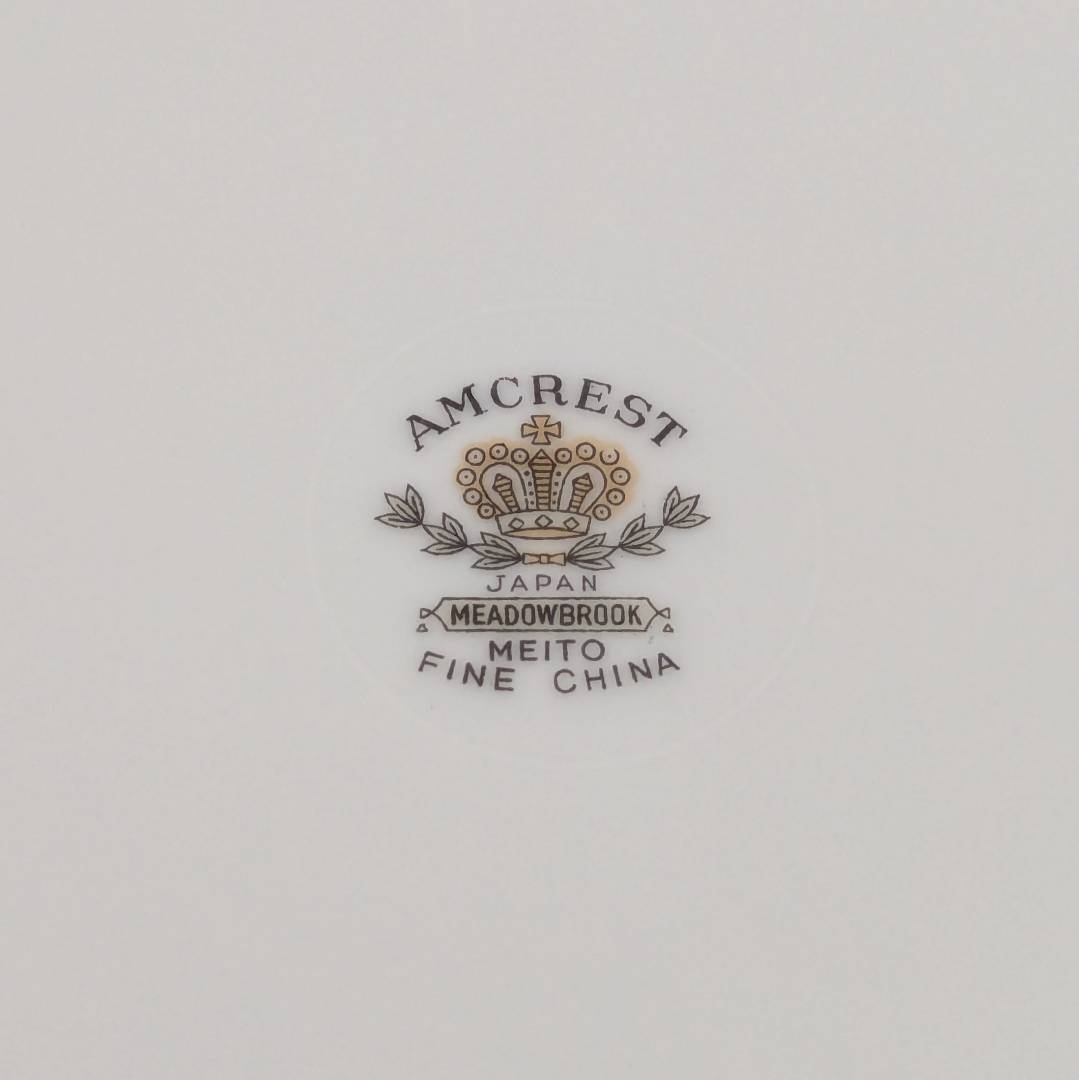 AMCREST
JAPAN
MEADOWBROOK
MEITO
FINE CHINA